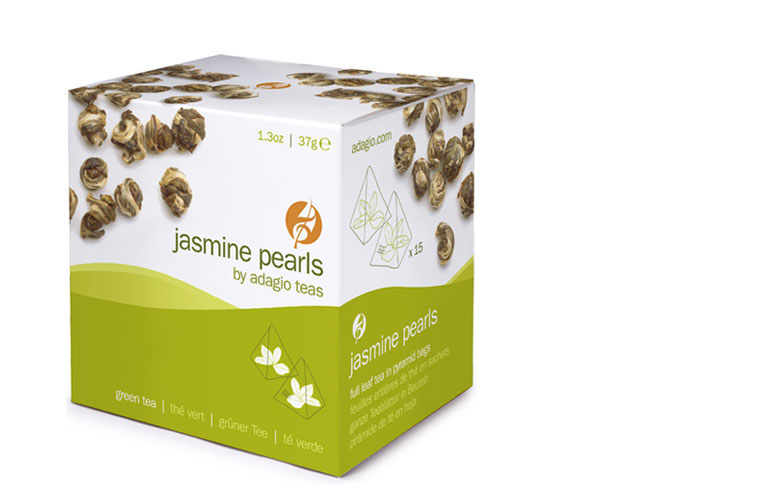 1.3oz | 37g ℮
jasmine pearls
by adagio teas
green tea | thé vert | grüner Tee | té verde
adagio.com
x 15
jasmine pearls
full leaf tea in pyramid bags
feuilles entières de thé en sachets
ganze Teeblätter in Beuteln
pirámide de té en hoja